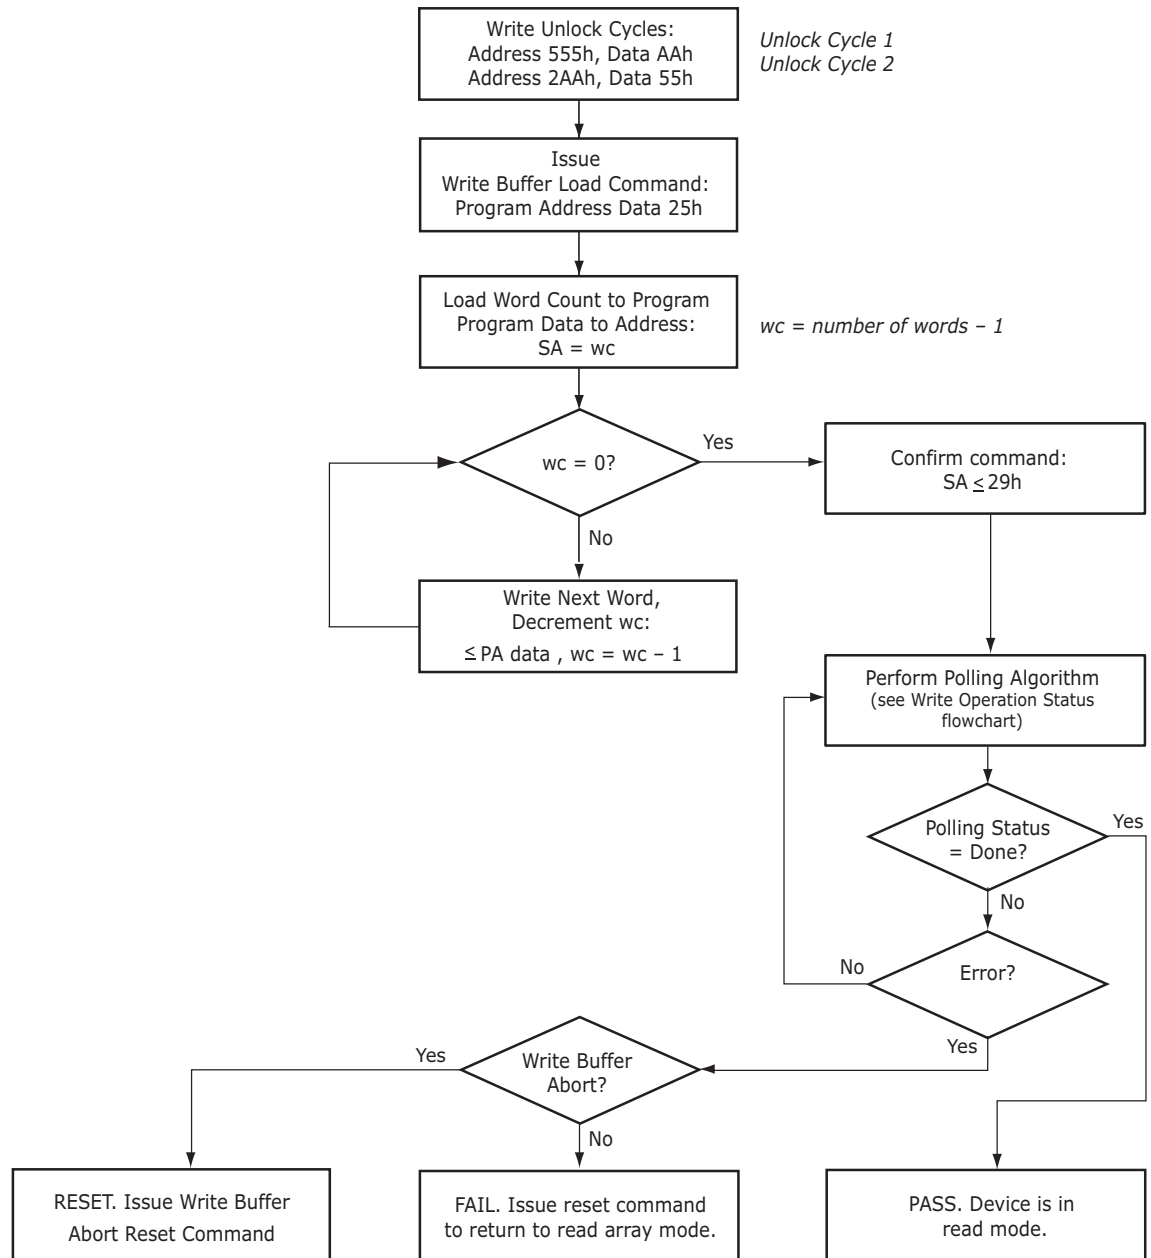 Write Unlock Cycles:
Address 555h, Data AAh
Address 2AAh, Data 55h
Unlock Cycle 1
Unlock Cycle 2
Issue
Write Buffer Load Command:
Program Address Data 25h
Load Word Count to Program
Program Data to Address:
SA = wc
wc = number of words – 1
wc = 0?
Yes
Confirm command:
SA ≤ 29h
No
Write Next Word,
Decrement wc:
≤ PA data , wc = wc – 1
Perform Polling Algorithm
(see Write Operation Status
flowchart)
Polling Status
= Done?
Yes
No
Error?
No
Yes
Write Buffer
Abort?
Yes
No
RESET. Issue Write Buffer
Abort Reset Command
FAIL. Issue reset command
to return to read array mode.
PASS. Device is in
read mode.